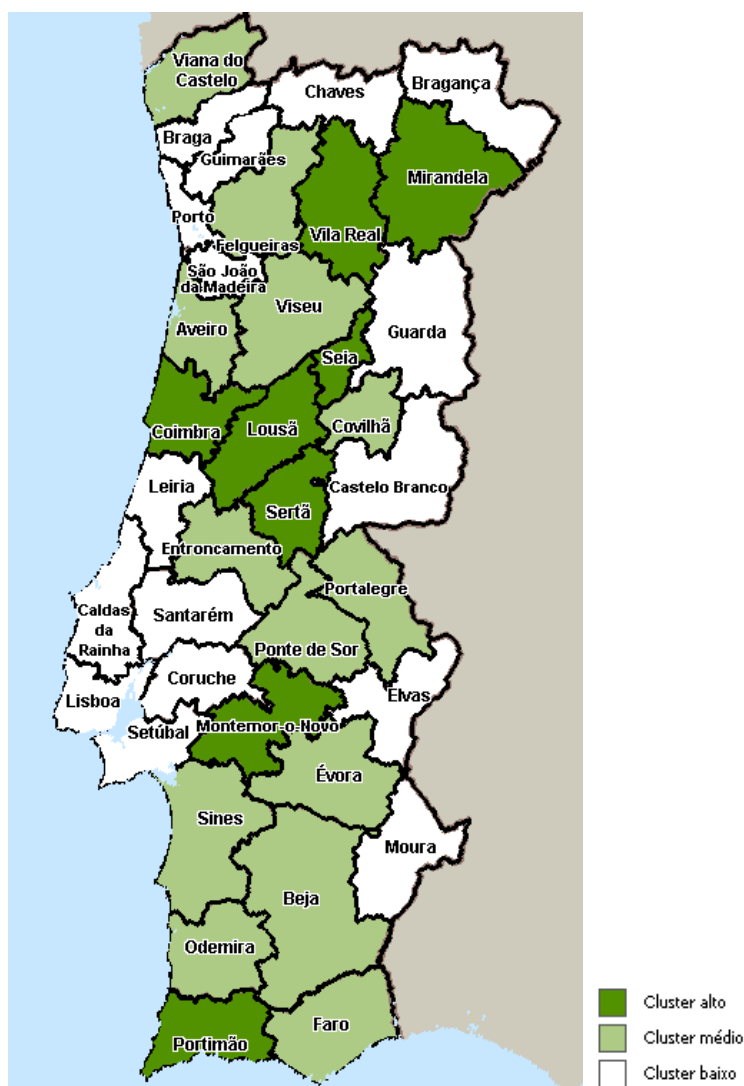 Viana do
Castelo
Chaves
Bragança
Braga
Guimarães
Mirandela
Porto
Vila Real
Felgueiras
São João
da Madeira
Viseu
Aveiro
Guarda
Seia
Coimbra
Lousã
Covilhã
Leiria
Castelo Branco
Sertã
Entroncamento
Portalegre
Caldas
da
Rainha
Santarém
Ponte de Sor
Coruche
Lisboa
Elvas
Setúbal
Montemor-o-Novo
Évora
Sines
Moura
Beja
Odemira
Faro
Portimão
Cluster alto
Cluster médio
Cluster baixo